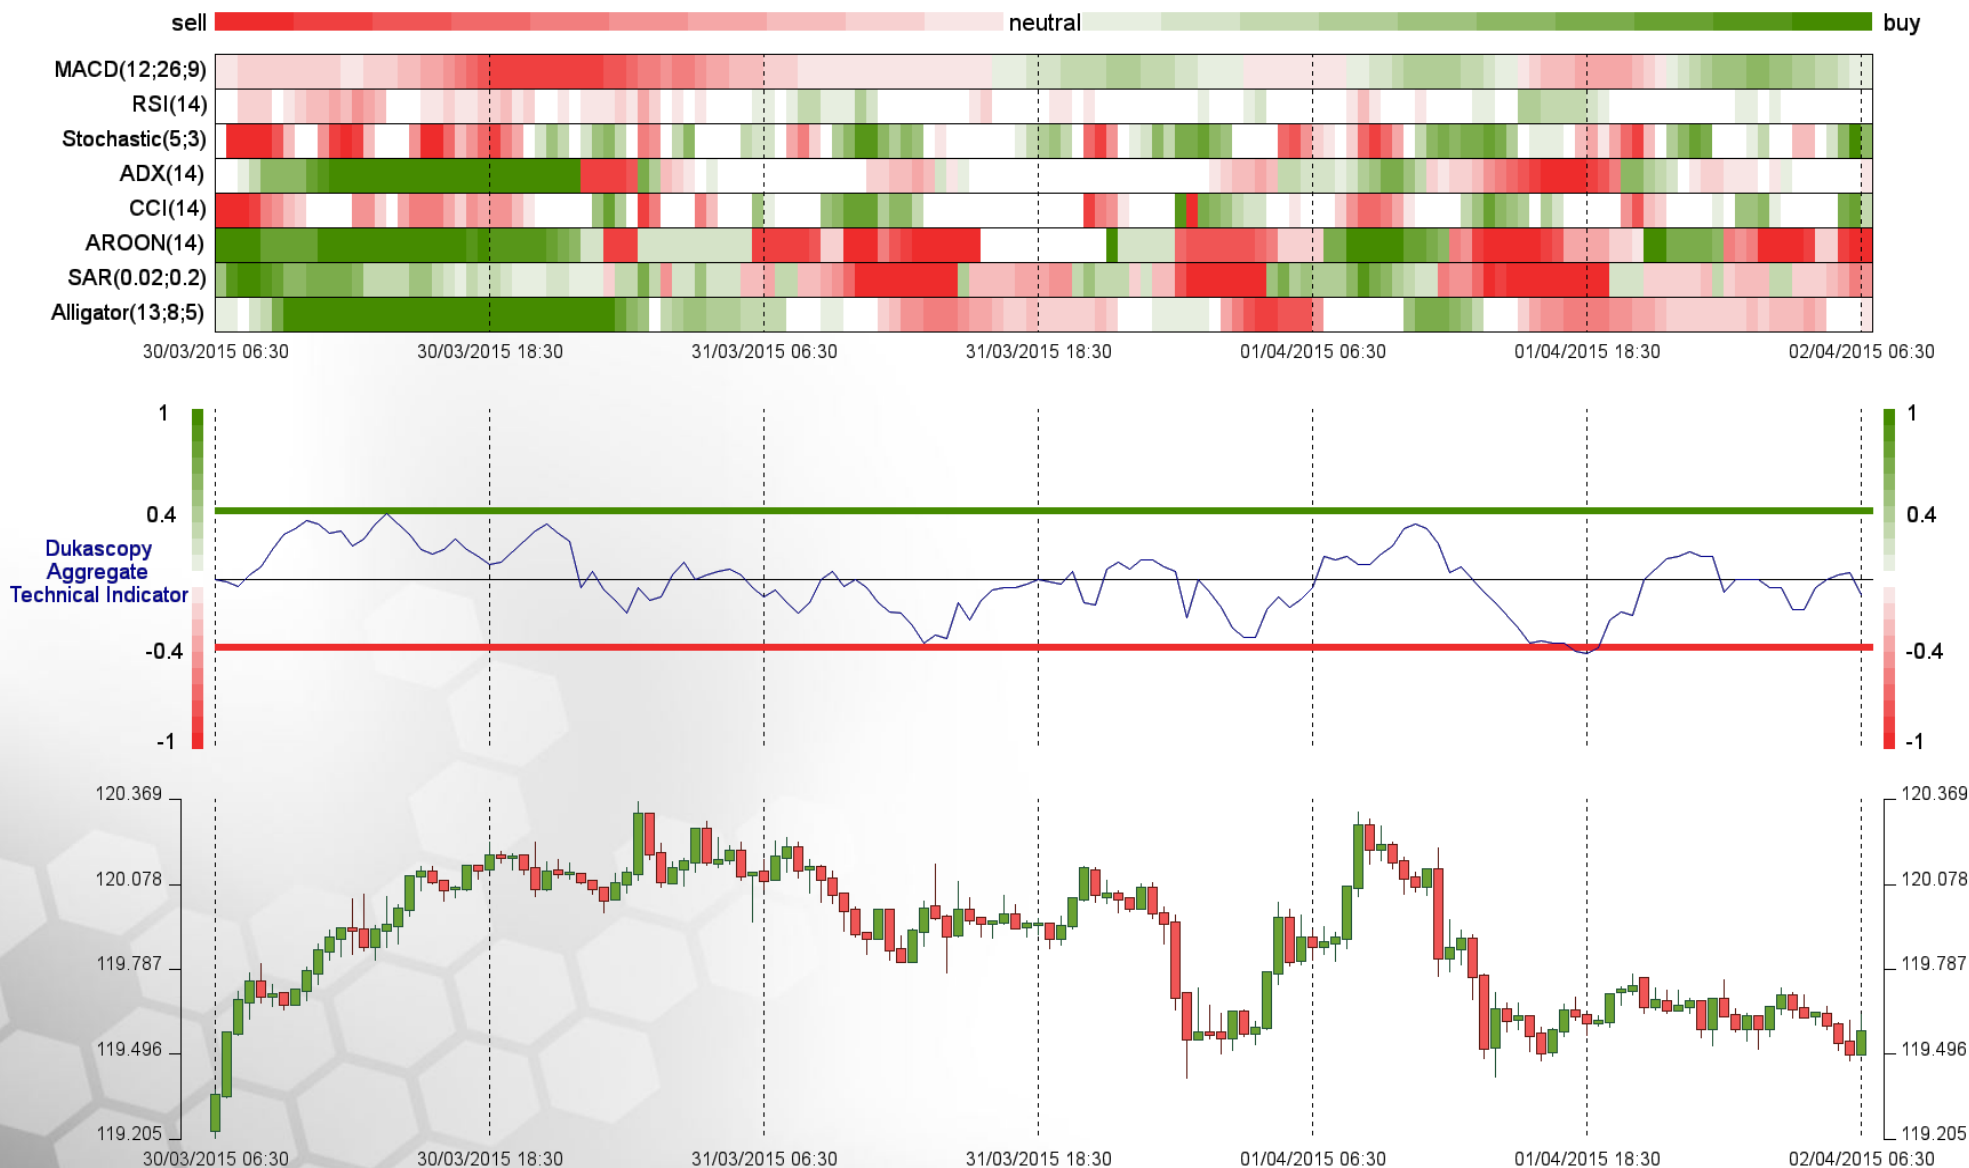 sell neutral buy
MACD(12;26;9)
RSI(14)
Stochastic(5;3)
ADX(14)
CCI(14)
AROON(14)
SAR(0.02;0.2)
Alligator(13;8;5)
30/03/2015 06:30 30/03/2015 18:30 31/03/2015 06:30 31/03/2015 18:30 01/04/2015 06:30 01/04/2015 18:30 02/04/2015 06:30
1 1
0.4 0.4
Dukascopy
Aggregate
Technical Indicator
-0.4 -0.4
-1 -1
120.369 120.369
120.078 120.078
119.787 119.787
119.496 119.496
119.205 119.205
30/03/2015 06:30 30/03/2015 18:30 31/03/2015 06:30 31/03/2015 18:30 01/04/2015 06:30 01/04/2015 18:30 02/04/2015 06:30